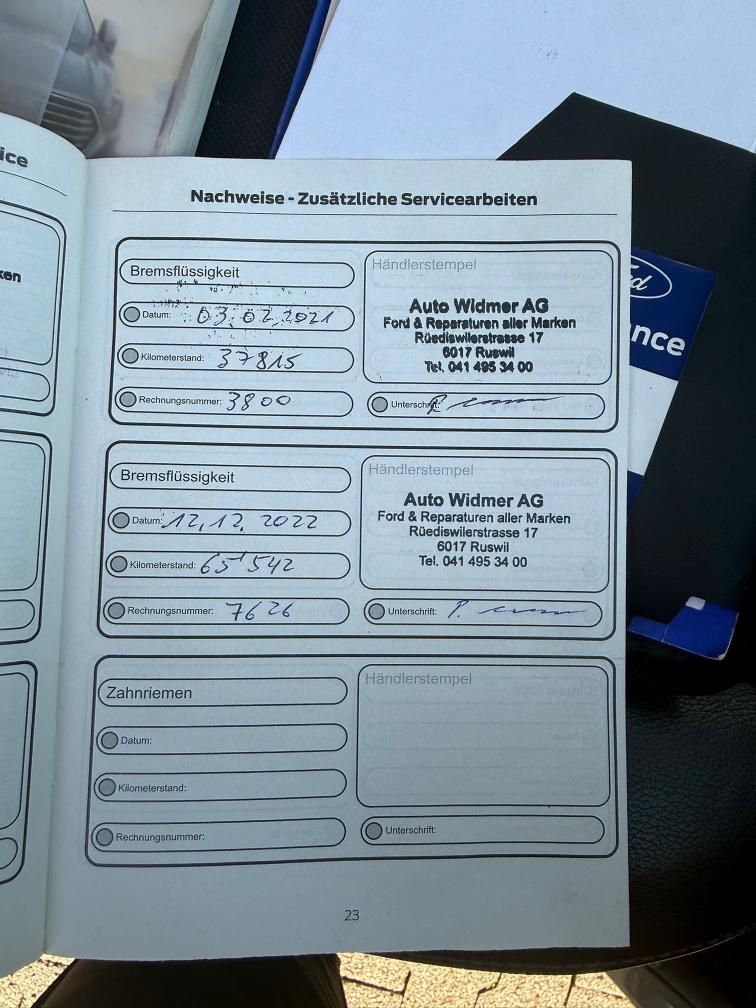 ice
ken
Nachweise - Zusätzliche Servicearbeiten
Bremsflüssigkeit
Datum: 03.02.2021
Kilometerstand: 37815
Rechnungsnummer: 3800
Händlerstempel
Auto Widmer AG
Ford & Reparaturen aller Marken
Rüediswilerstrasse 17
6017 Ruswil
Tel. 041 495 34 00
Unterschrift:
Bremsflüssigkeit
Datum: 12.12.2022
Kilometerstand: 65'542
Rechnungsnummer: 7626
Händlerstempel
Auto Widmer AG
Ford & Reparaturen aller Marken
Rüediswilerstrasse 17
6017 Ruswil
Tel. 041 495 34 00
Unterschrift:
Zahnriemen
Datum:
Kilometerstand:
Rechnungsnummer:
Händlerstempel
Unterschrift:
23
nce